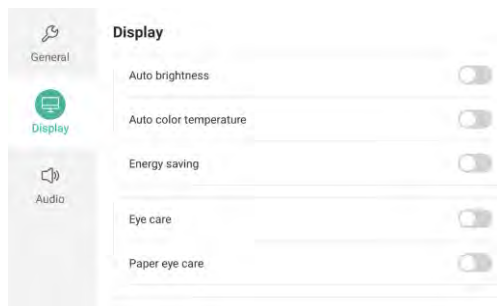 General
Display
Audio
Display
Auto brightness
Auto color temperature
Energy saving
Eye care
Paper eye care